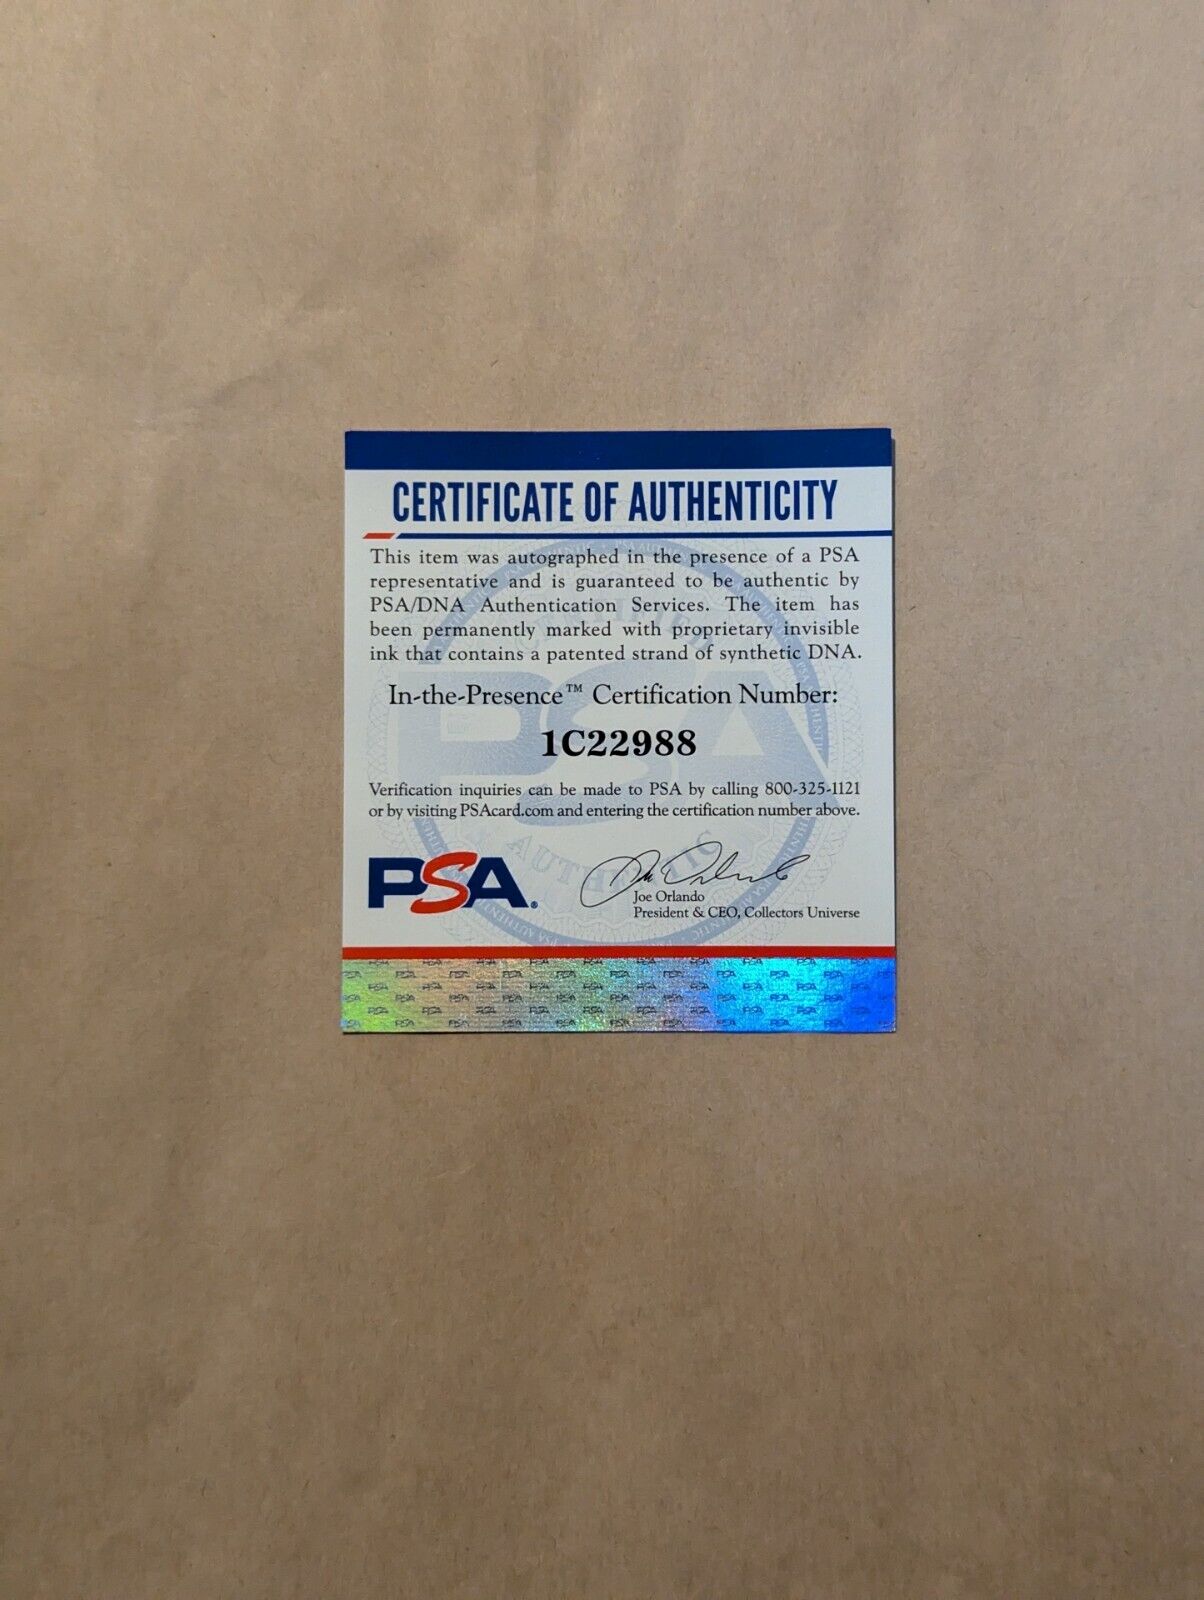 CERTIFICATE OF AUTHENTICITY
This item was autographed in the presence of a PSA
representative and is guaranteed to be authentic by
PSA/DNA Authentication Services. The item has
been permanently marked with proprietary invisible
ink that contains a patented strand of synthetic DNA.
In-the-Presence™ Certification Number:
1C22988
Verification inquiries can be made to PSA by calling 800-325-1121
or by visiting PSAcard.com and entering the certification number above.
PSA®
Joe Orlando
Joe Orlando
President & CEO, Collectors Universe